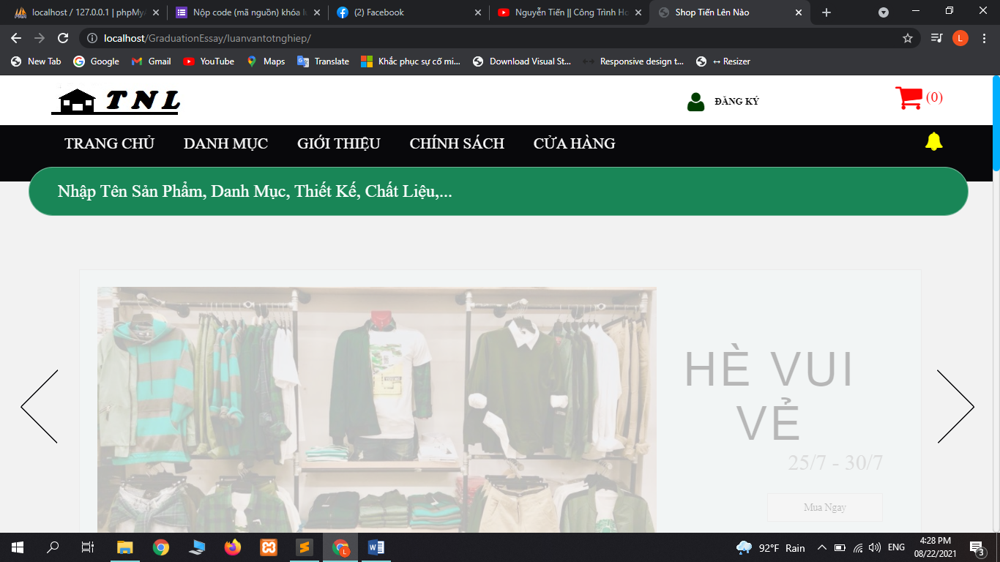 localhost / 127.0.0.1 | phpMyA
Nộp code (mã nguồn) khóa lu
(2) Facebook
Nguyễn Tiến || Công Trình Ho
Shop Tiến Lên Nào
localhost/GraduationEssay/luanvantotnghiep/
L
New Tab
Google
Gmail
YouTube
Maps
Translate
Khắc phục sự cố mi...
Download Visual St...
Responsive design t...
↔ Resizer
TNL
ĐĂNG KÝ
(0)
TRANG CHỦ
DANH MỤC
GIỚI THIỆU
CHÍNH SÁCH
CỬA HÀNG
Nhập Tên Sản Phẩm, Danh Mục, Thiết Kế, Chất Liệu,...
HÈ VUI
VẺ
25/7 - 30/7
Mua Ngay
92°F Rain
ENG
4:28 PM
08/22/2021
3